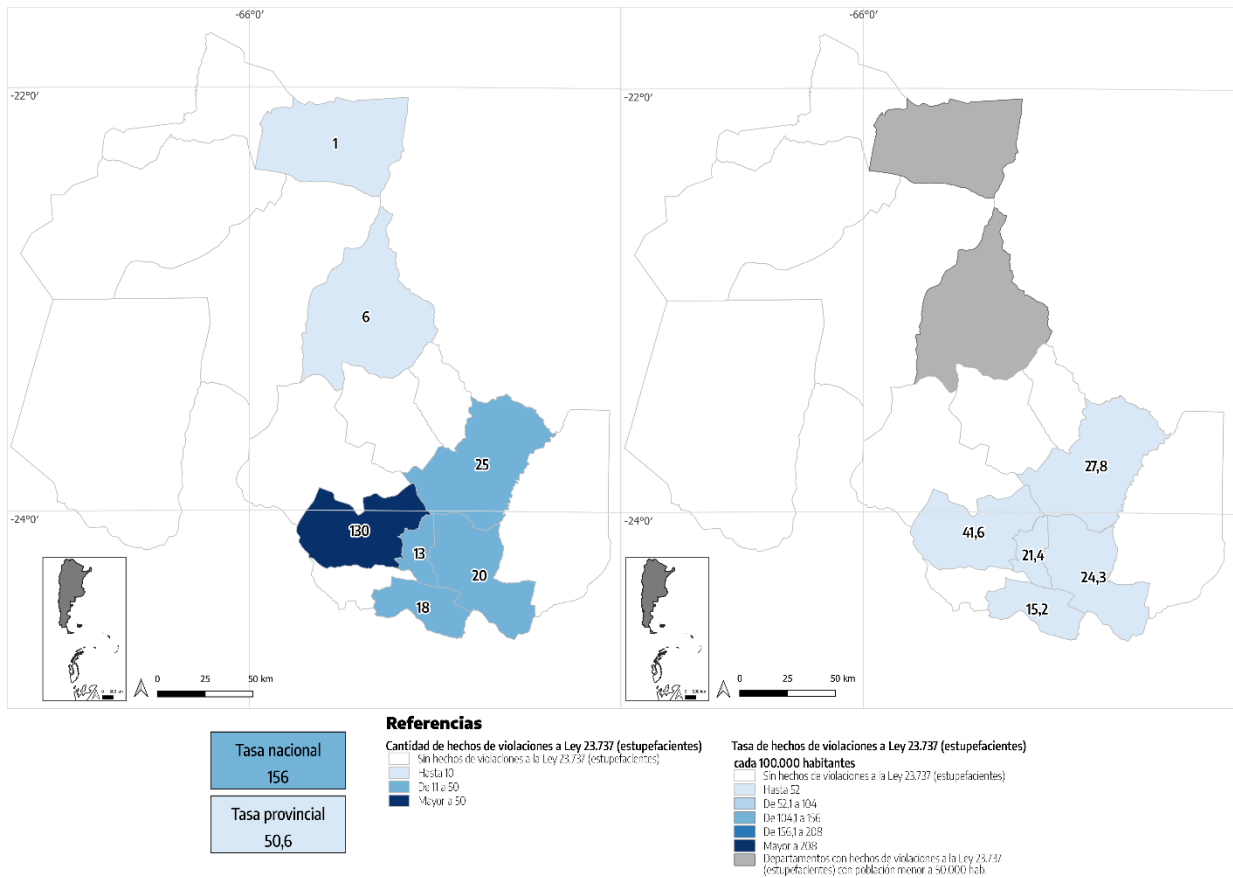 -66°0'
-66°0'
-22°0'
-22°0'
1
6
25
27,8
-24°0'
-24°0'
130
13
20
18
41,6
21,4
24,3
15,2
0 25 50 km
0 25 50 km
Tasa nacional
156
Tasa provincial
50,6
Referencias
Cantidad de hechos de violaciones a Ley 23.737 (estupefacientes)
Sin hechos de violaciones a la Ley 23.737 (estupefacientes)
Hasta 10
De 11 a 50
Mayor a 50
Tasa de hechos de violaciones a Ley 23.737 (estupefacientes)
cada 100.000 habitantes
Sin hechos de violaciones a la Ley 23.737 (estupefacientes)
Hasta 52
De 52,1 a 104
De 104,1 a 156
De 156,1 a 208
Mayor a 208
Departamentos con hechos de violaciones a la Ley 23.737
(estupefacientes) con población menor a 50.000 hab.